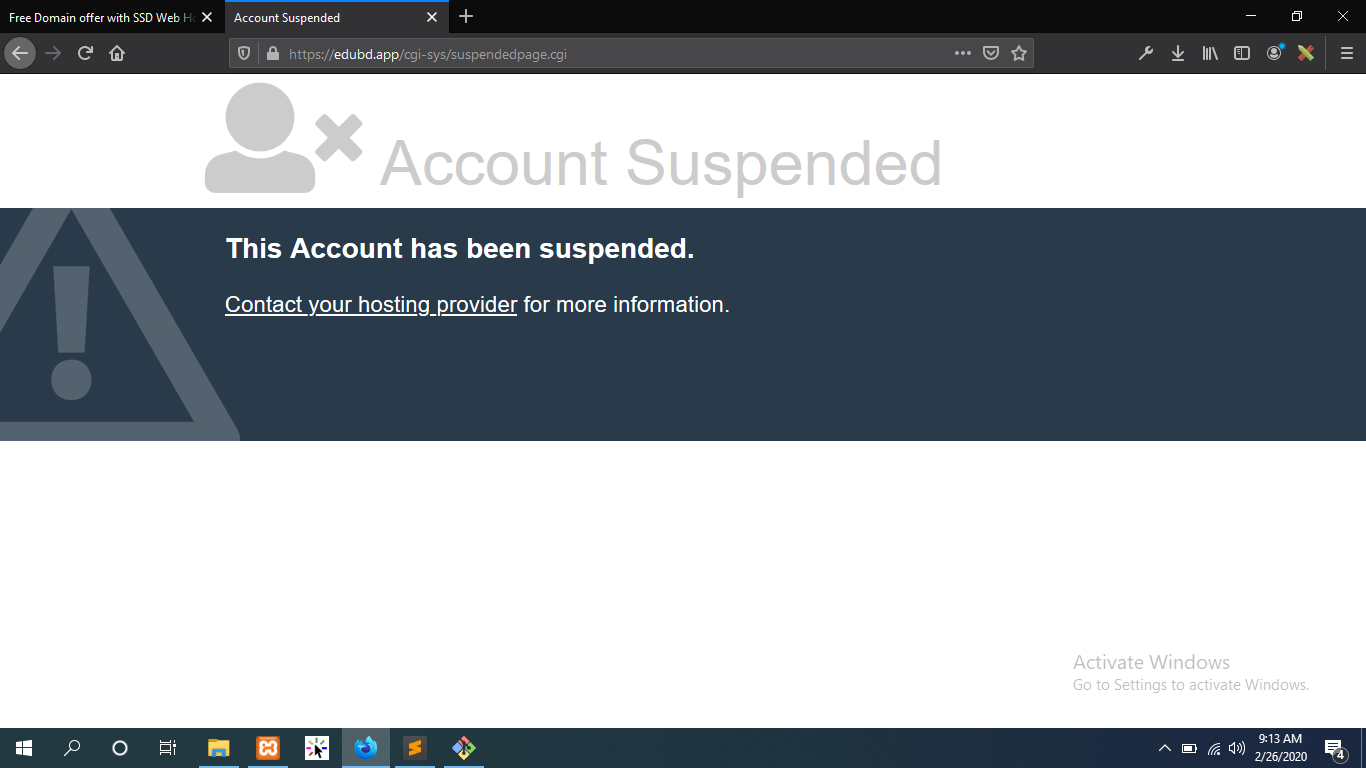 Free Domain offer with SSD Web Ho
Account Suspended
https://edubd.app/cgi-sys/suspendedpage.cgi
Account Suspended
This Account has been suspended.
Contact your hosting provider for more information.
Activate Windows
Go to Settings to activate Windows.
9:13 AM
2/26/2020
4